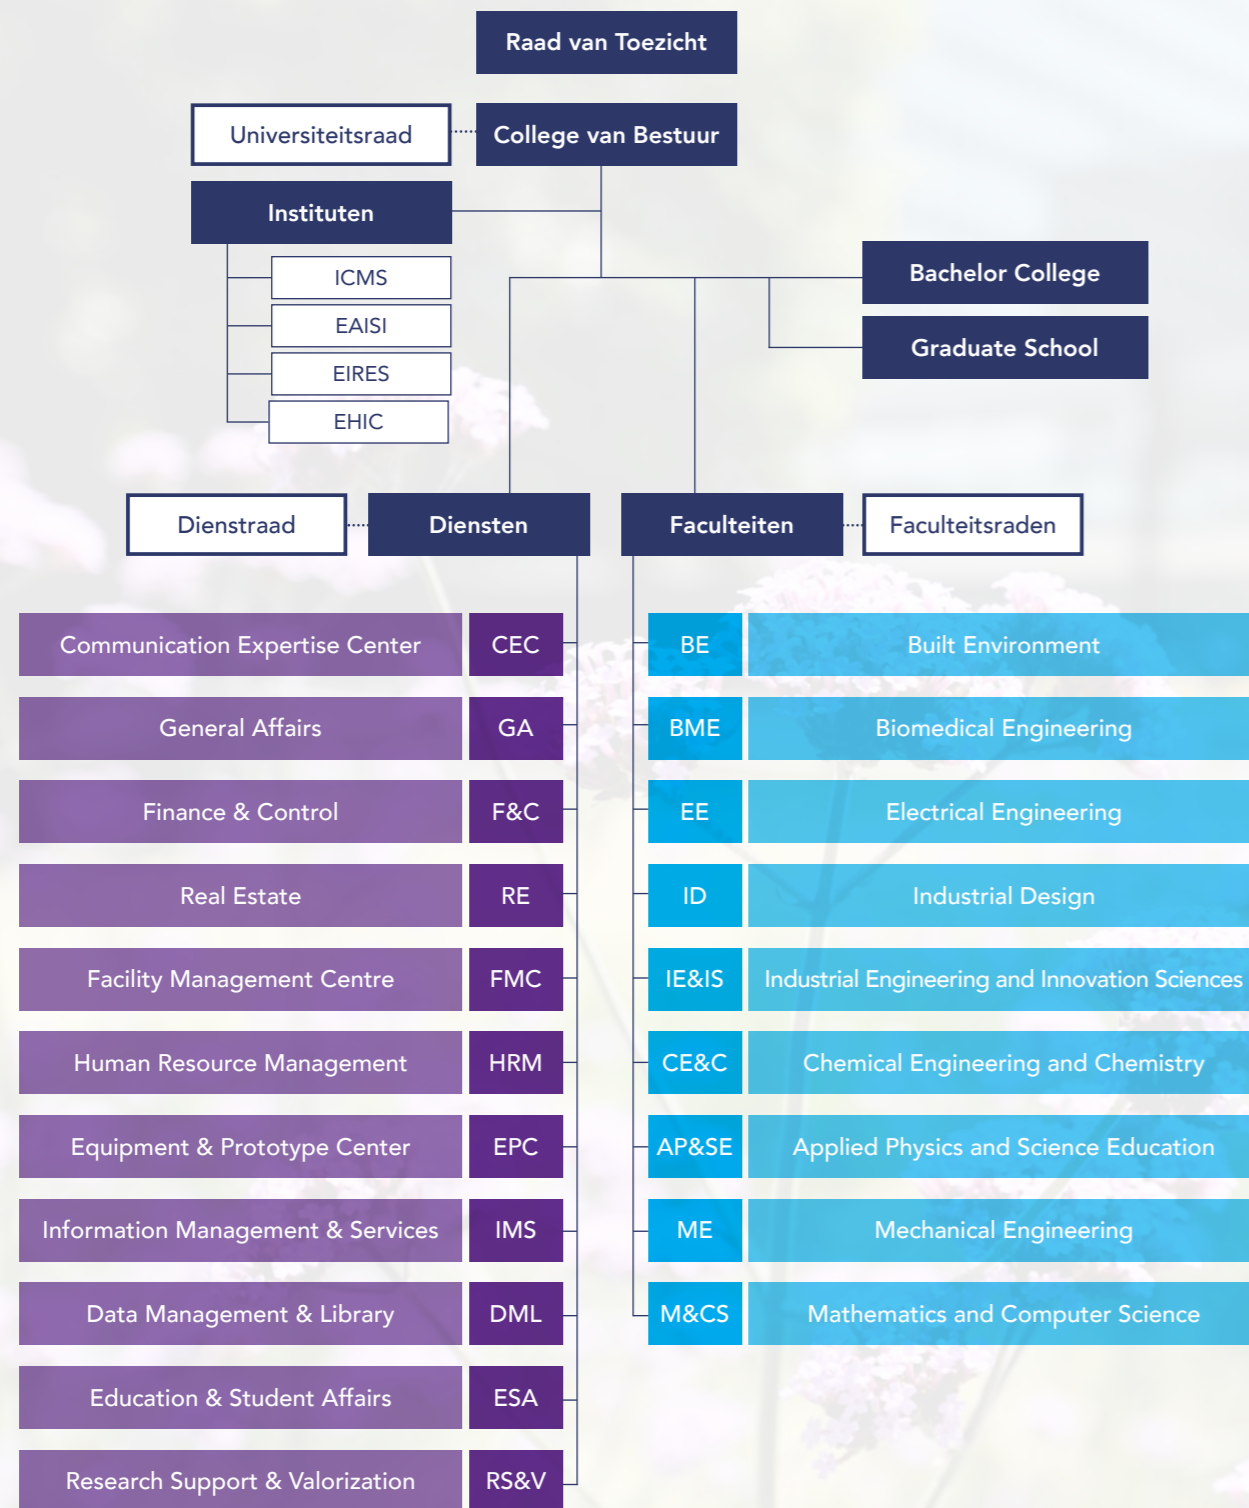 Raad van Toezicht
Universiteitsraad
College van Bestuur
Instituten
ICMS
EAISI
EIRES
EHIC
Bachelor College
Graduate School
Dienstraad
Diensten
Faculteiten
Faculteitsraden
Communication Expertise Center CEC
General Affairs GA
Finance & Control F&C
Real Estate RE
Facility Management Centre FMC
Human Resource Management HRM
Equipment & Prototype Center EPC
Information Management & Services IMS
Data Management & Library DML
Education & Student Affairs ESA
Research Support & Valorization RS&V
BE Built Environment
BME Biomedical Engineering
EE Electrical Engineering
ID Industrial Design
IE&IS Industrial Engineering and Innovation Sciences
CE&C Chemical Engineering and Chemistry
AP&SE Applied Physics and Science Education
ME Mechanical Engineering
M&CS Mathematics and Computer Science